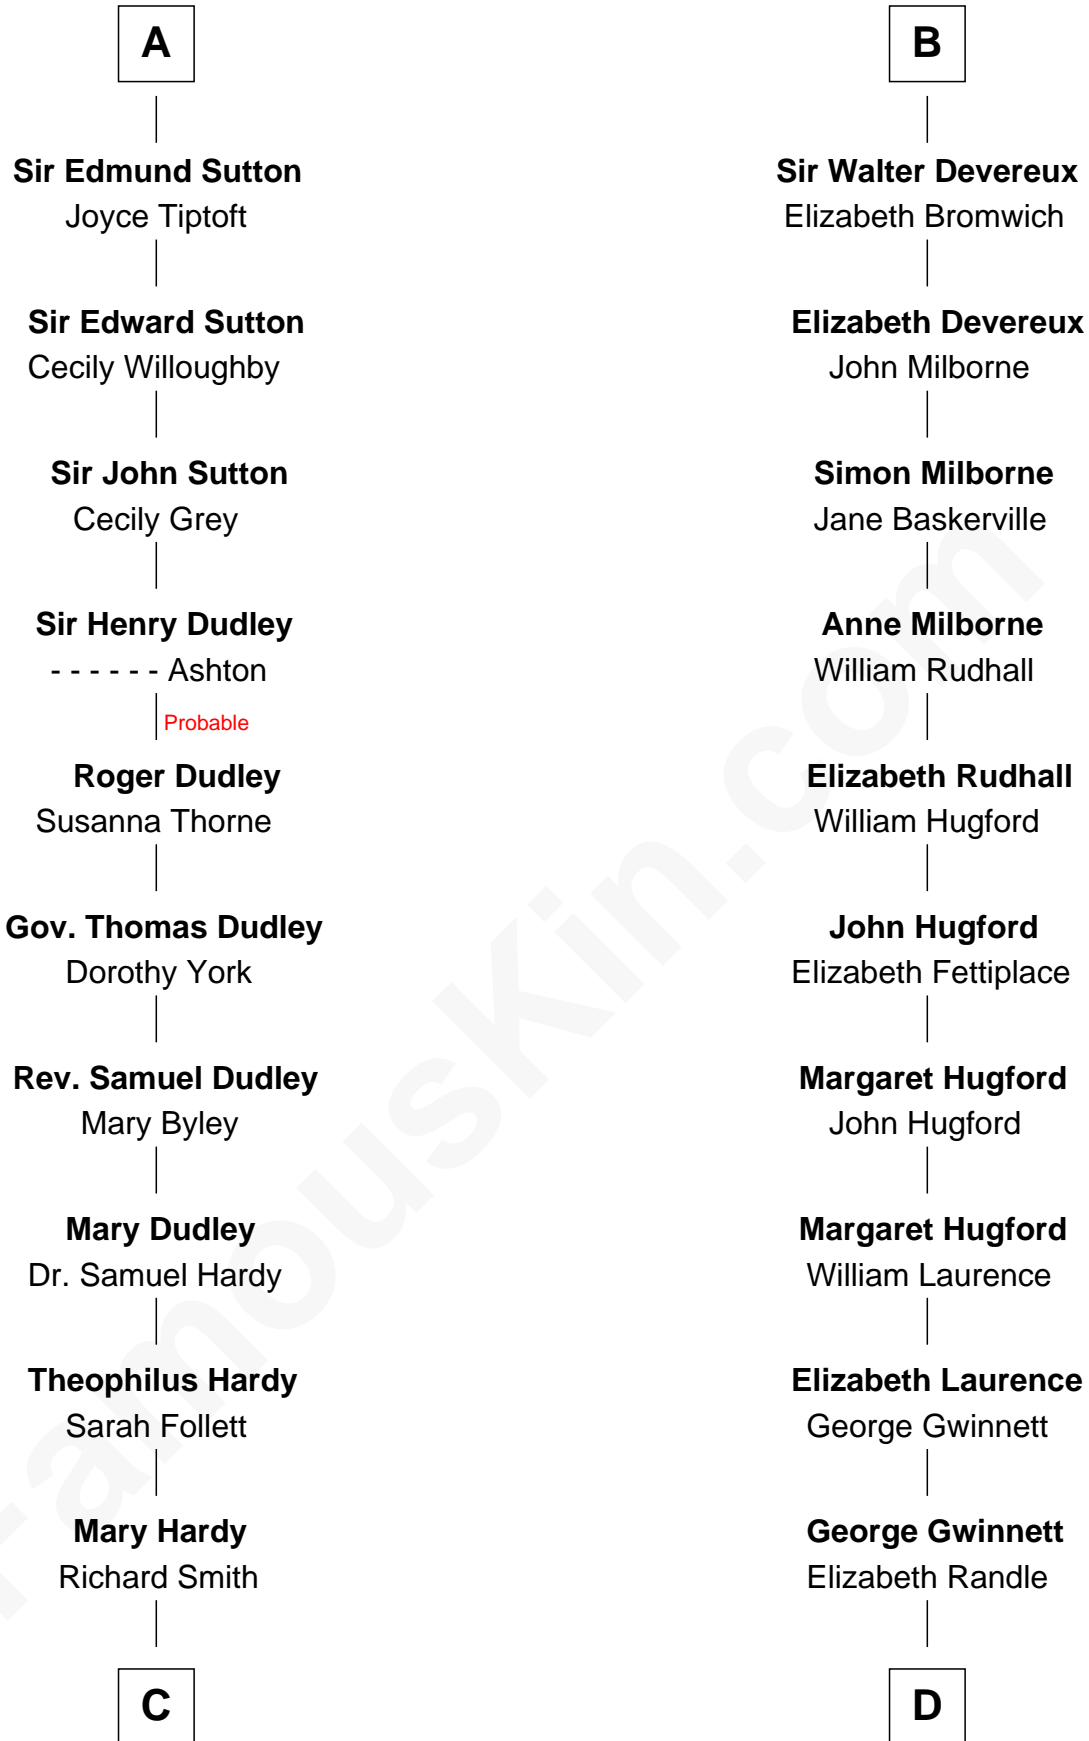 A
Sir Edmund Sutton
Joyce Tiptoft
Sir Edward Sutton
Cecily Willoughby
Sir John Sutton
Cecily Grey
Sir Henry Dudley
- - - - - - Ashton
Probable
Roger Dudley
Susanna Thorne
Gov. Thomas Dudley
Dorothy York
Rev. Samuel Dudley
Mary Byley
Mary Dudley
Dr. Samuel Hardy
Theophilus Hardy
Sarah Follett
Mary Hardy
Richard Smith
C
B
Sir Walter Devereux
Elizabeth Bromwich
Elizabeth Devereux
John Milborne
Simon Milborne
Jane Baskerville
Anne Milborne
William Rudhall
Elizabeth Rudhall
William Hugford
John Hugford
Elizabeth Fettiplace
Margaret Hugford
John Hugford
Margaret Hugford
William Laurence
Elizabeth Laurence
George Gwinnett
George Gwinnett
Elizabeth Randle
D
FamousKin.com